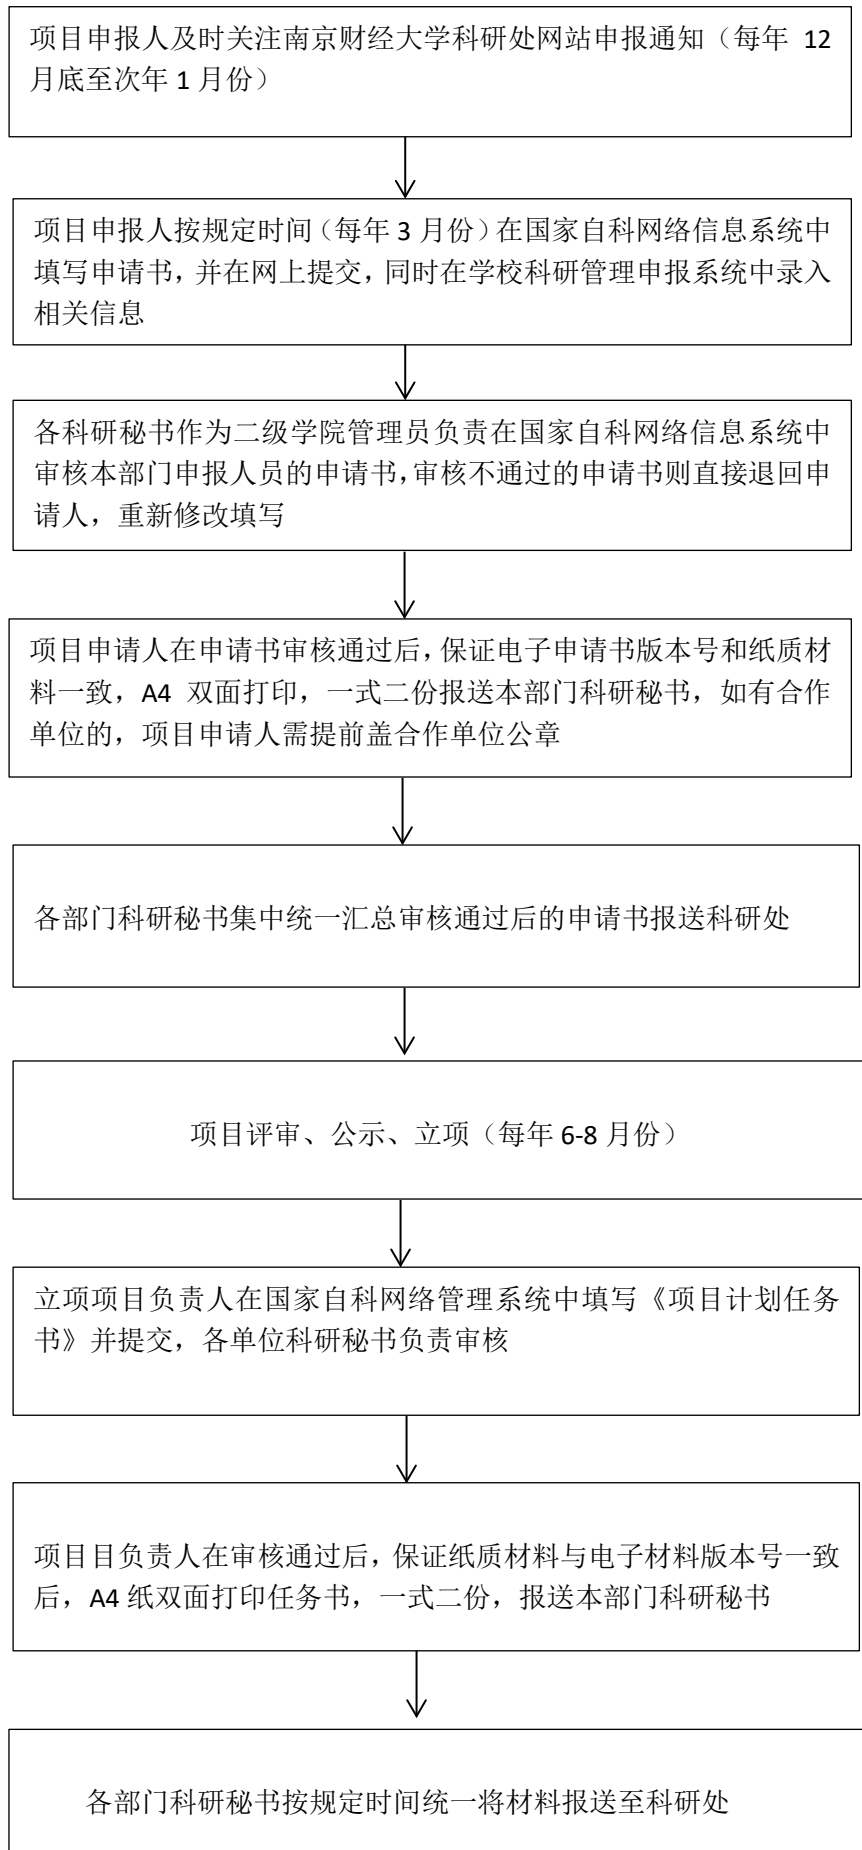 项目申报人及时关注南京财经大学科研处网站申报通知（每年 12
月底至次年 1 月份）
项目申报人按规定时间（每年 3 月份）在国家自科网络信息系统中
填写申请书，并在网上提交，同时在学校科研管理申报系统中录入
相关信息
各科研秘书作为二级学院管理员负责在国家自科网络信息系统中
审核本部门申报人员的申请书，审核不通过的申请书则直接退回申
请人，重新修改填写
项目申请人在申请书审核通过后，保证电子申请书版本号和纸质材
料一致，A4 双面打印，一式二份报送本部门科研秘书，如有合作
单位的，项目申请人需提前盖合作单位公章
各部门科研秘书集中统一汇总审核通过后的申请书报送科研处
项目评审、公示、立项（每年 6-8 月份）
立项项目负责人在国家自科网络管理系统中填写《项目计划任务
书》并提交，各单位科研秘书负责审核
项目目负责人在审核通过后，保证纸质材料与电子材料版本号一致
后，A4 纸双面打印任务书，一式二份，报送本部门科研秘书
各部门科研秘书按规定时间统一将材料报送至科研处